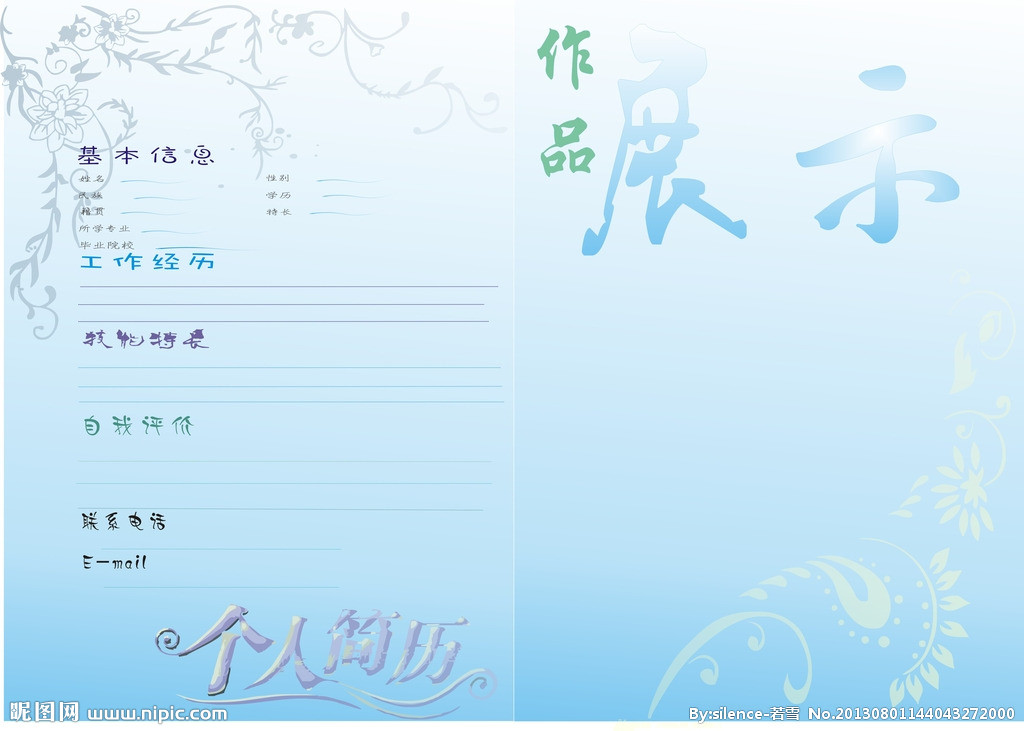 基本信息
姓名 性别
民族 学历
籍贯 特长
所学专业
毕业院校
工作经历
技能特长
自我评价
联系电话
E-mail
个人简历
作品
展示
昵图网 www.nipic.com
By:silence-若雪 No.20130801144043272000